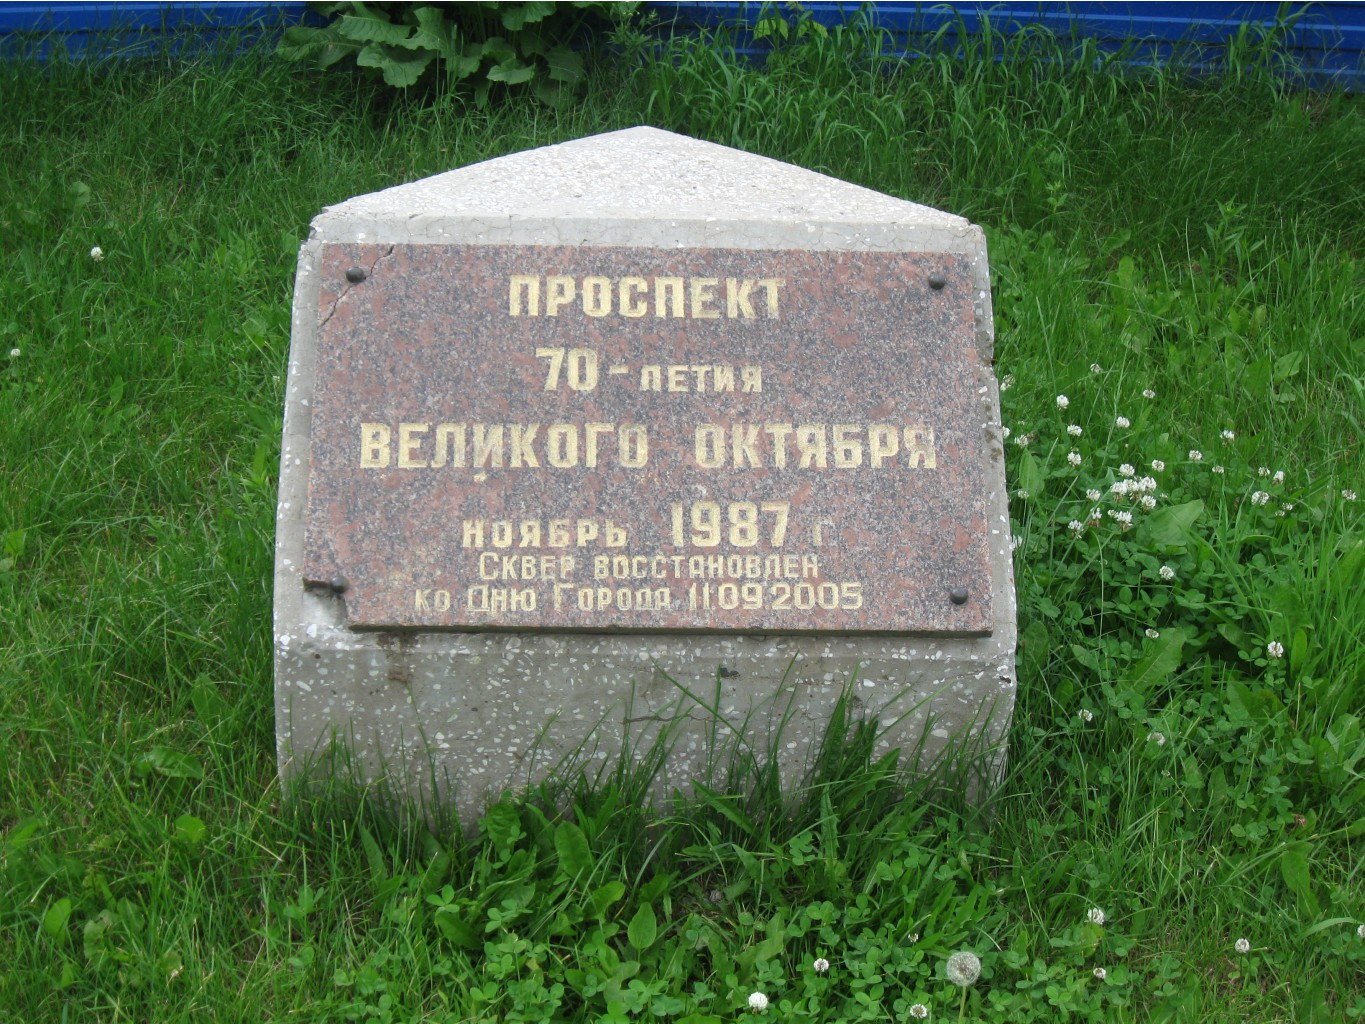 ПРОСПЕКТ
70-ЛЕТИЯ
ВЕЛИКОГО ОКТЯБРЯ
НОЯБРЬ 1987 г.
Сквер восстановлен
ко Дню Города 11.09.2005